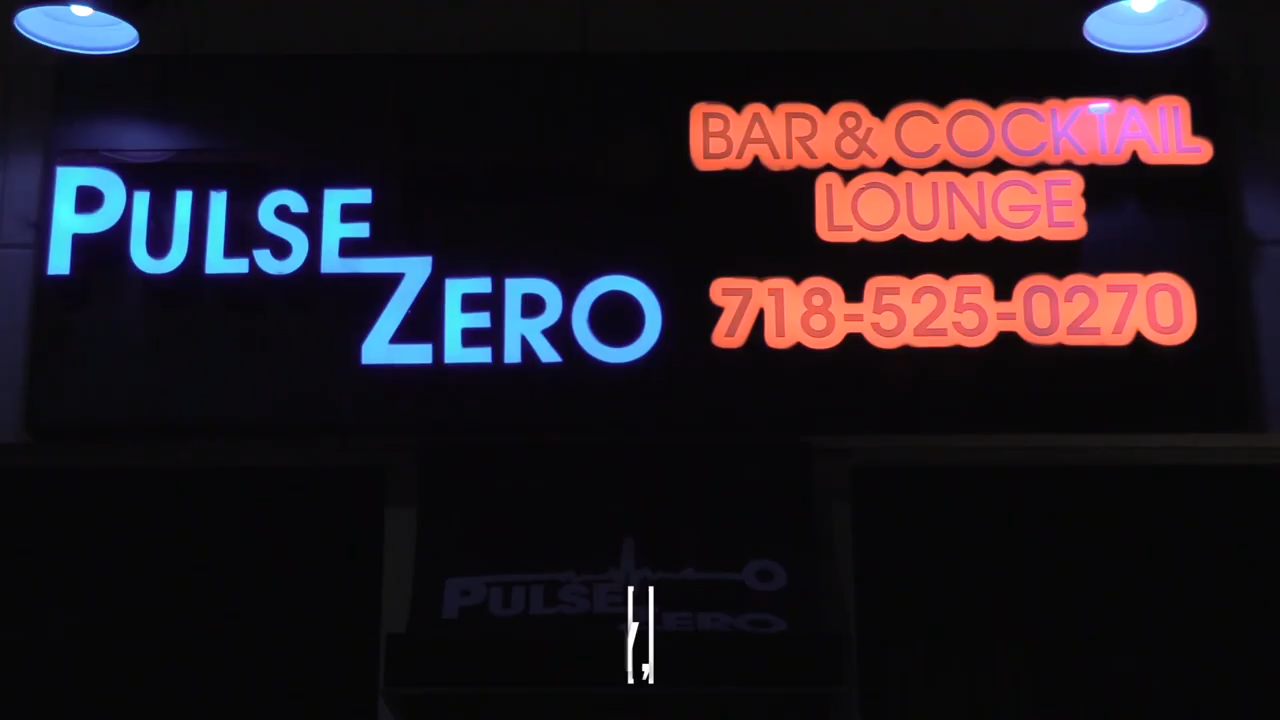 PULSE
ZERO
BAR & COCKTAIL
LOUNGE
718-525-0270
PULSE
ZERO